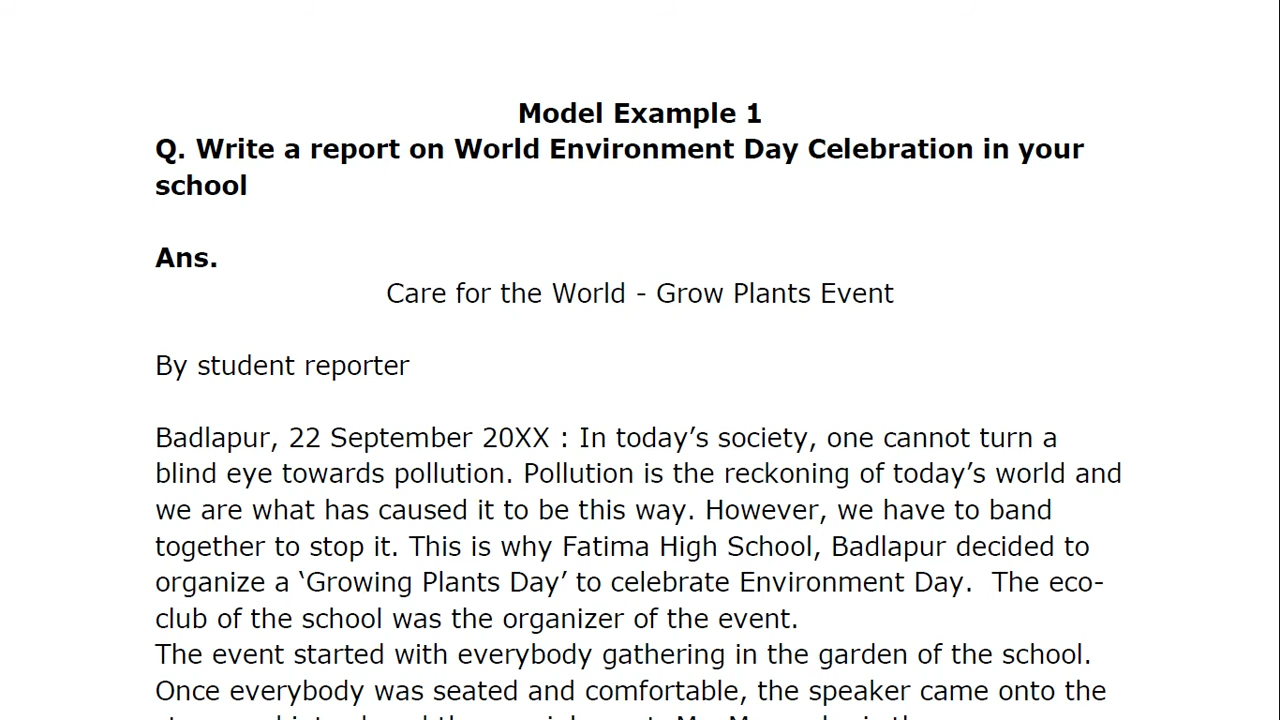 Model Example 1
Q. Write a report on World Environment Day Celebration in your
school
Ans.
Care for the World - Grow Plants Event
By student reporter
Badlapur, 22 September 20XX : In today’s society, one cannot turn a
blind eye towards pollution. Pollution is the reckoning of today’s world and
we are what has caused it to be this way. However, we have to band
together to stop it. This is why Fatima High School, Badlapur decided to
organize a ‘Growing Plants Day’ to celebrate Environment Day.  The eco-
club of the school was the organizer of the event.
The event started with everybody gathering in the garden of the school.
Once everybody was seated and comfortable, the speaker came onto the